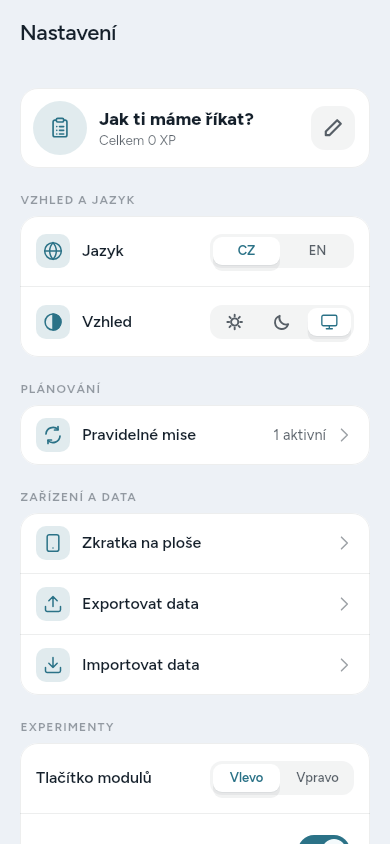 Nastavení
Jak ti máme říkat?
Celkem 0 XP
VZHLED A JAZYK
Jazyk CZ EN
Vzhled
PLÁNOVÁNÍ
Pravidelné mise 1 aktivní
ZAŘÍZENÍ A DATA
Zkratka na ploše
Exportovat data
Importovat data
EXPERIMENTY
Tlačítko modulů Vlevo Vpravo